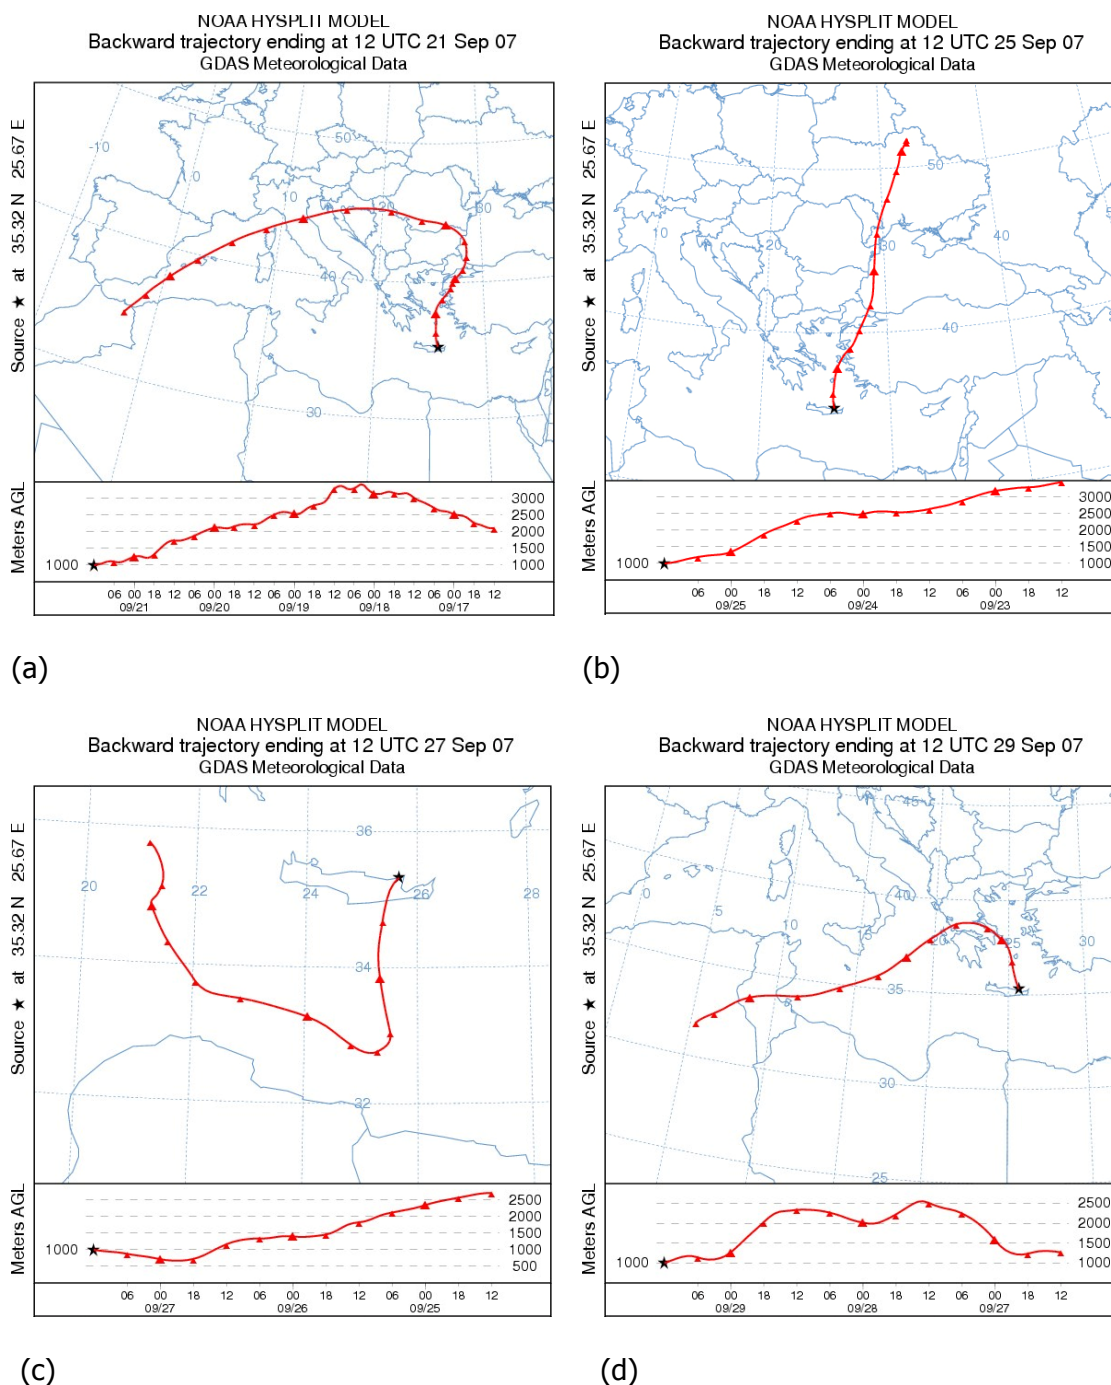 NOAA HYSPLIT MODEL
Backward trajectory ending at 12 UTC 21 Sep 07
GDAS Meteorological Data
Source ★ at 35.32 N 25.67 E
-10
0
10
20
30
50
40
30
Meters AGL
3000
2500
2000
1500
1000
1000
06 00 18 12 06 00 18 12 06 00 18 12 06 00 18 12 06 00 12
09/21 09/20 09/19 09/18 09/17
(a)
NOAA HYSPLIT MODEL
Backward trajectory ending at 12 UTC 25 Sep 07
GDAS Meteorological Data
Source ★ at 35.32 N 25.67 E
50
10
20
30
40
40
Meters AGL
3000
2500
2000
1500
1000
1000
06 00 18 12 06 00 18 12 06 00 18 12
09/25 09/24 09/23
(b)
NOAA HYSPLIT MODEL
Backward trajectory ending at 12 UTC 27 Sep 07
GDAS Meteorological Data
Source ★ at 35.32 N 25.67 E
36
20
22
24
26
28
34
32
Meters AGL
2500
2000
1500
1000
500
1000
06 00 18 12 06 00 18 12 06 00 18 12
09/27 09/26 09/25
(c)
NOAA HYSPLIT MODEL
Backward trajectory ending at 12 UTC 29 Sep 07
GDAS Meteorological Data
Source ★ at 35.32 N 25.67 E
45
0
5
10
15
20
25
30
40
35
30
25
Meters AGL
2500
2000
1500
1000
1000
06 00 18 12 06 00 18 12 06 00 18 12
09/29 09/28 09/27
(d)